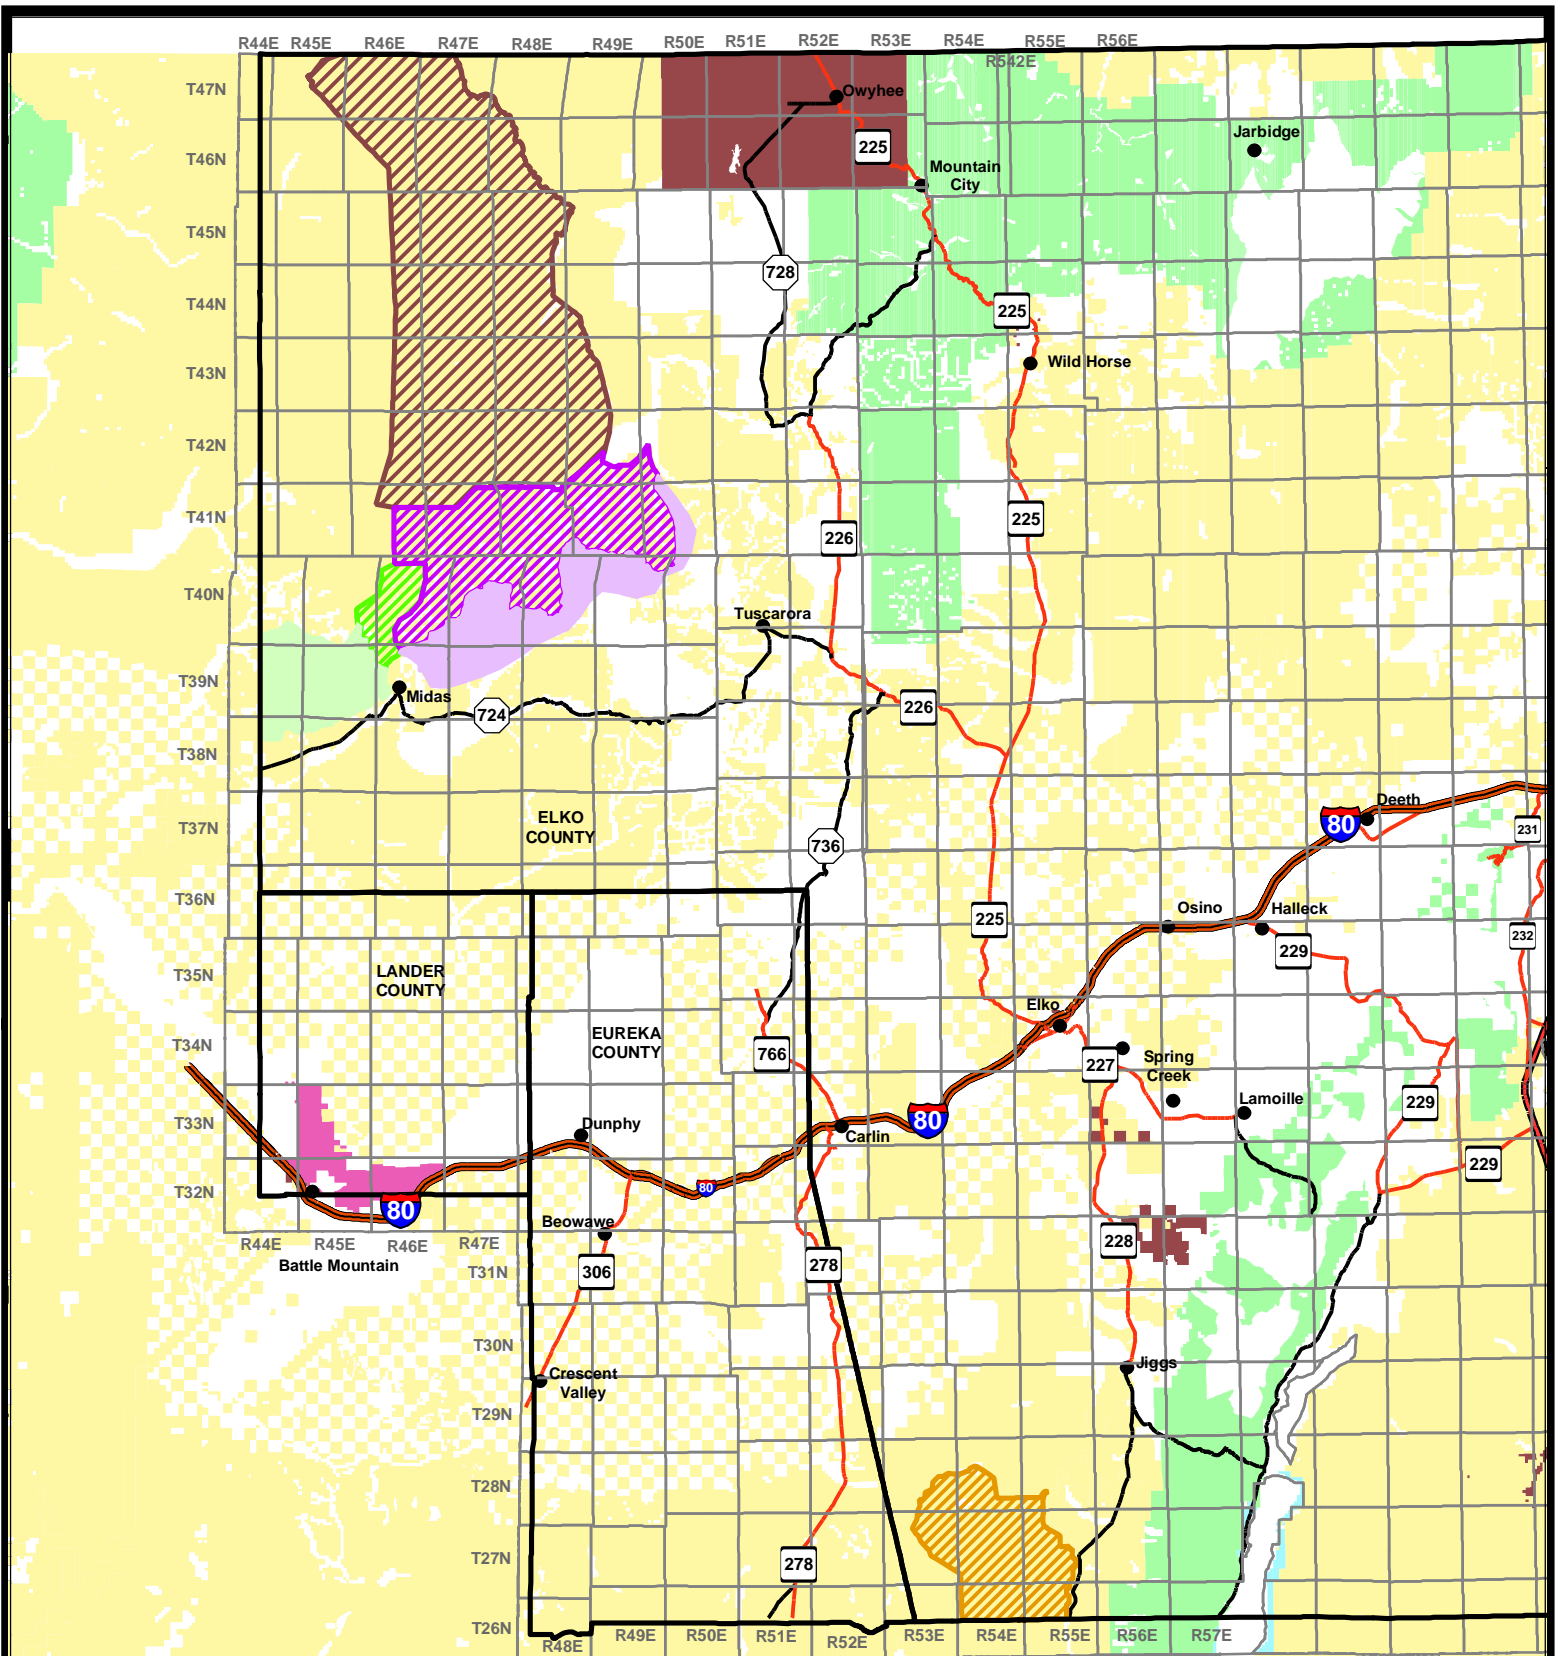 R44E R45E R46E R47E R48E R49E R50E R51E R52E R53E R54E R55E R56E
R542E
T47N
Owyhee
225
Jarbidge
T46N
Mountain
City
T45N
728
T44N
225
T43N
Wild Horse
T42N
T41N
226
225
T40N
Tuscarora
T39N
Midas
724
226
T38N
Deeth
T37N
ELKO
COUNTY
80
231
736
T36N
Osino
Halleck
225
229
232
T35N
LANDER
COUNTY
Elko
T34N
EUREKA
COUNTY
766
227
Spring
Creek
T33N
Dunphy
80
Carlin
Lamoille
229
229
T32N
80
80
Beowawe
R44E R45E R46E R47E
228
Battle Mountain
T31N
306
278
T30N
Jiggs
Crescent
Valley
T29N
T28N
T27N
278
T26N
R48E R49E R50E R51E R52E R53E R54E R55E R56E R57E